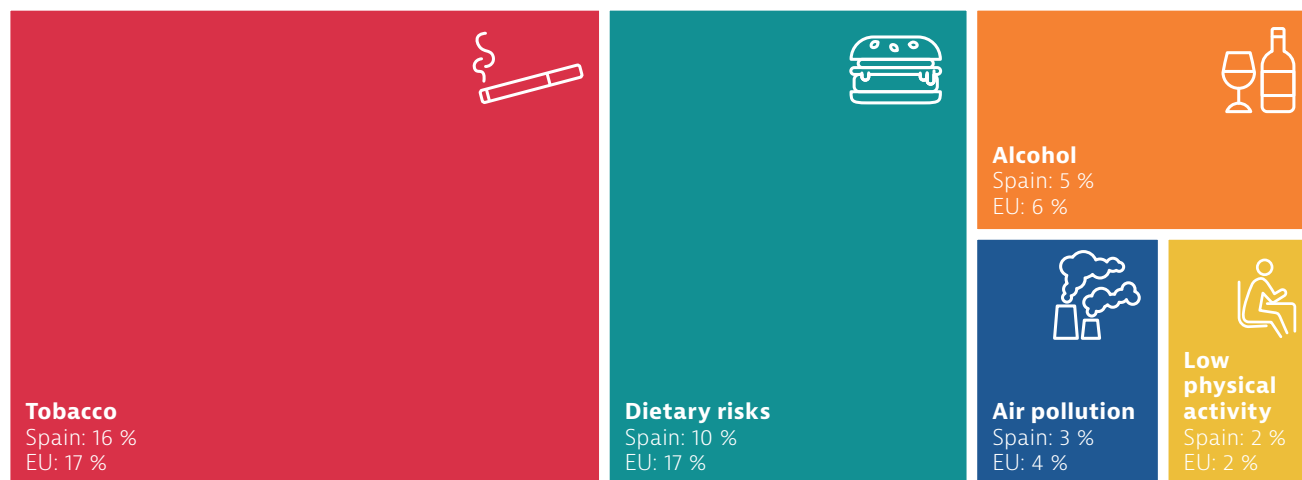 Tobacco
Spain: 16 %
EU: 17 %
Dietary risks
Spain: 10 %
EU: 17 %
Alcohol
Spain: 5 %
EU: 6 %
Air pollution
Spain: 3 %
EU: 4 %
Low
physical
activity
Spain: 2 %
EU: 2 %